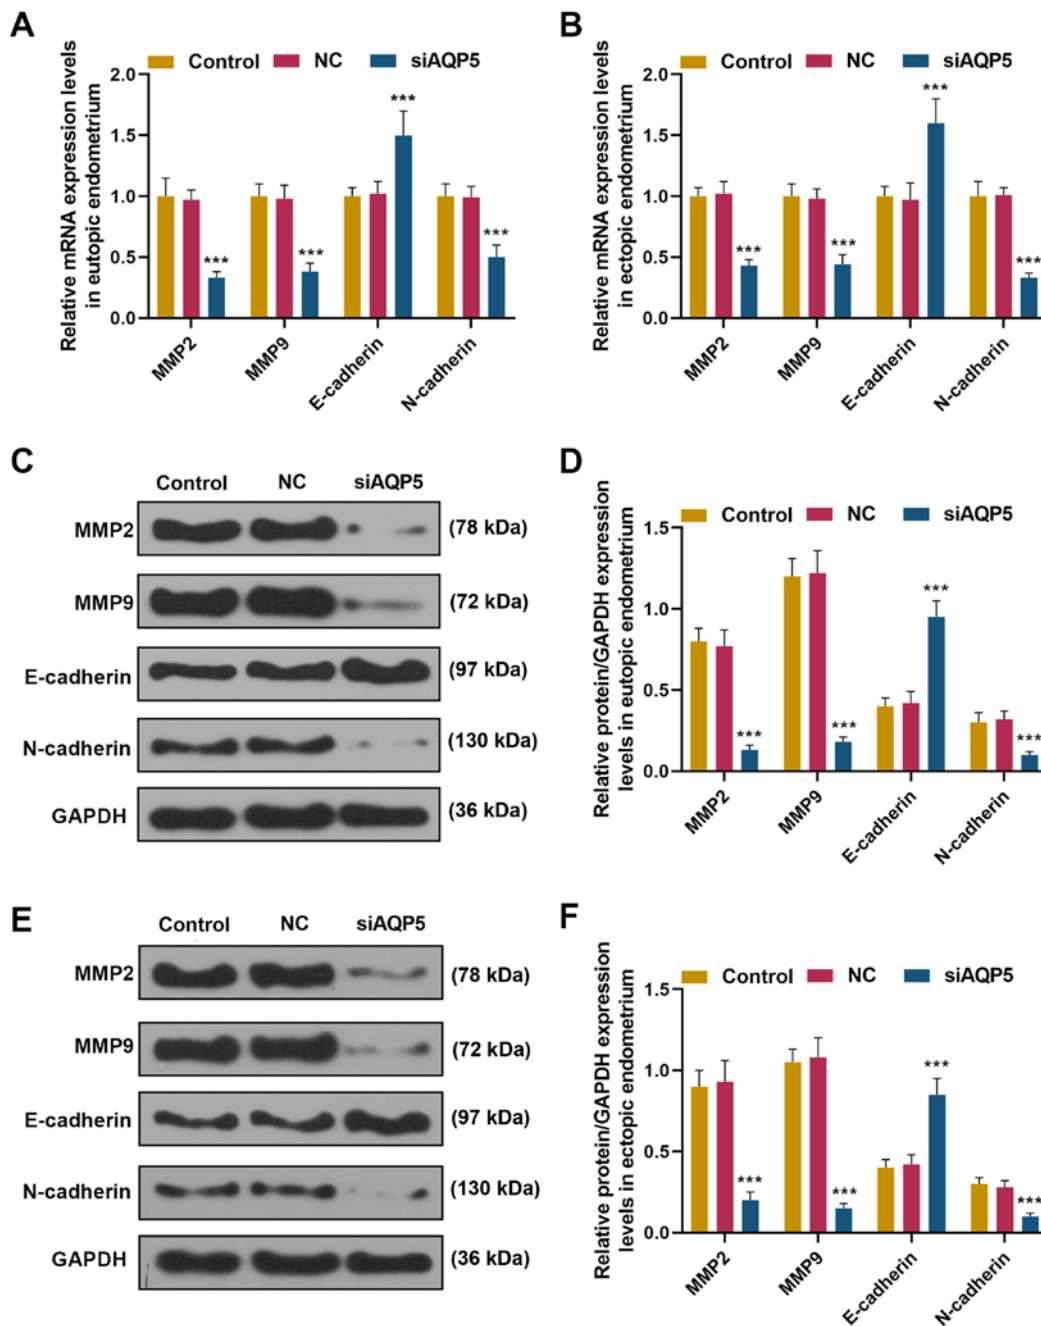 A
Control NC siAQP5
Relative mRNA expression levels
in eutopic endometrium
2.0
1.5
1.0
0.5
0.0
***
***
***
***
MMP2
MMP9
E-cadherin
N-cadherin
B
Control NC siAQP5
Relative mRNA expression levels
in ectopic endometrium
2.0
1.5
1.0
0.5
0.0
***
***
***
***
MMP2
MMP9
E-cadherin
N-cadherin
C
Control NC siAQP5
MMP2 (78 kDa)
MMP9 (72 kDa)
E-cadherin (97 kDa)
N-cadherin (130 kDa)
GAPDH (36 kDa)
D
Control NC siAQP5
Relative protein/GAPDH expression
levels in eutopic endometrium
1.5
1.0
0.5
0.0
***
***
***
***
MMP2
MMP9
E-cadherin
N-cadherin
E
Control NC siAQP5
MMP2 (78 kDa)
MMP9 (72 kDa)
E-cadherin (97 kDa)
N-cadherin (130 kDa)
GAPDH (36 kDa)
F
Control NC siAQP5
Relative protein/GAPDH expression
levels in ectopic endometrium
1.5
1.0
0.5
0.0
***
***
***
***
MMP2
MMP9
E-cadherin
N-cadherin